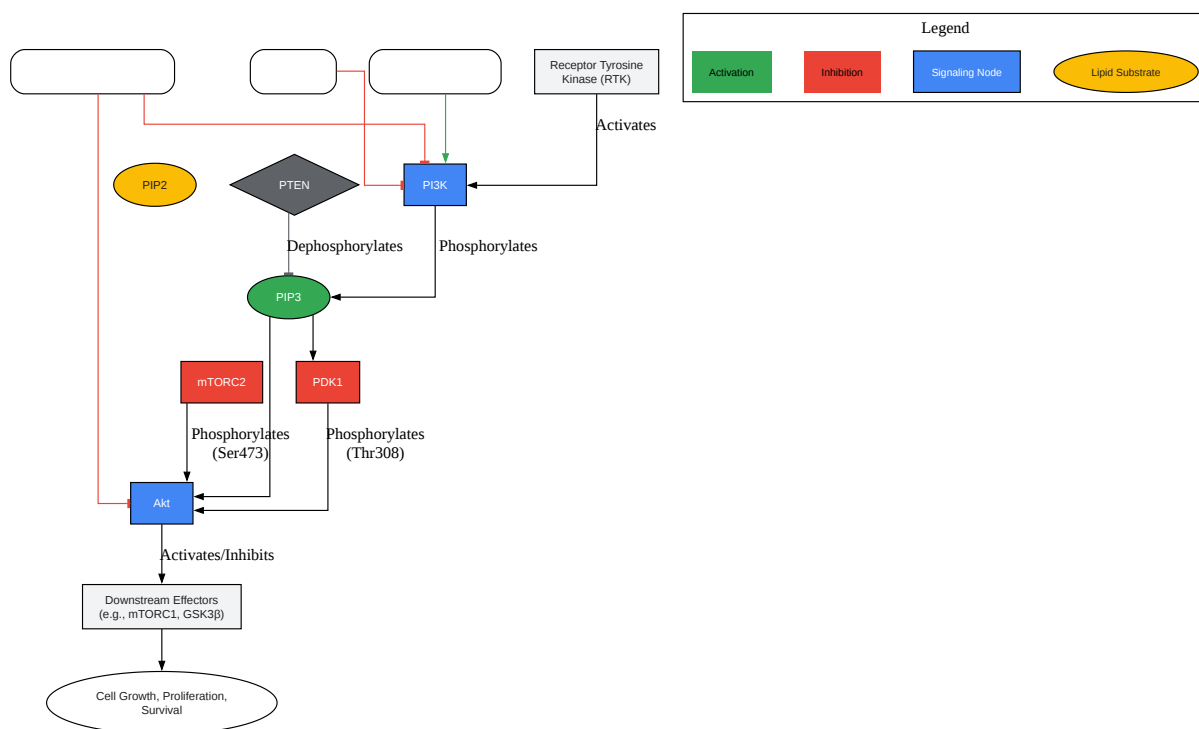 Legend
Receptor Tyrosine
Kinase (RTK)
Activation
Inhibition
Signaling Node
Lipid Substrate
Activates
PIP2
PTEN
PI3K
Dephosphorylates
Phosphorylates
PIP3
mTORC2
PDK1
Phosphorylates
(Ser473)
Phosphorylates
(Thr308)
Akt
Activates/Inhibits
Downstream Effectors
(e.g., mTORC1, GSK3β)
Cell Growth, Proliferation,
Survival